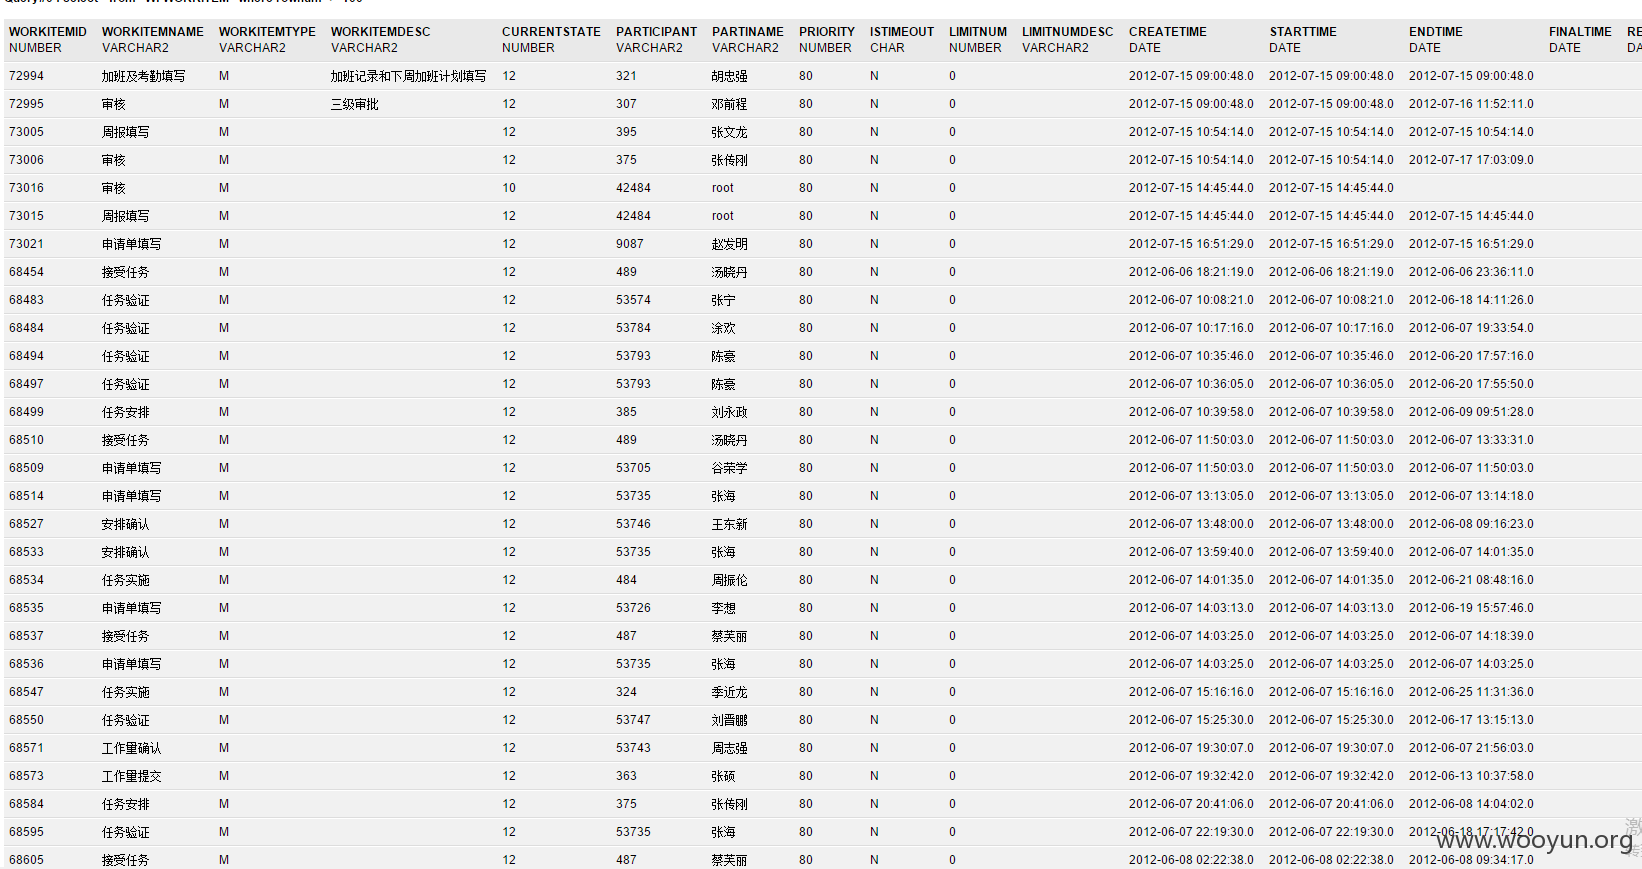 WORKITEMID WORKITEMNAME WORKITEMTYPE WORKITEMDESC CURRENTSTATE PARTICIPANT PARTINAME PRIORITY ISTIMEOUT LIMITNUM LIMITNUMDESC CREATETIME STARTTIME ENDTIME FINALTIME RE
NUMBER VARCHAR2 VARCHAR2 VARCHAR2 NUMBER VARCHAR2 VARCHAR2 NUMBER CHAR NUMBER VARCHAR2 DATE DATE DATE DATE DA
72994 加班及考勤填写 M 加班记录和下周加班计划填写 12 321 胡忠强 80 N 0 2012-07-15 09:00:48.0 2012-07-15 09:00:48.0 2012-07-15 09:00:48.0
72995 审核 M 三级审批 12 307 邓前程 80 N 0 2012-07-15 09:00:48.0 2012-07-15 09:00:48.0 2012-07-16 11:52:11.0
73005 周报填写 M 12 395 张文龙 80 N 0 2012-07-15 10:54:14.0 2012-07-15 10:54:14.0 2012-07-15 10:54:14.0
73006 审核 M 12 375 张传刚 80 N 0 2012-07-15 10:54:14.0 2012-07-15 10:54:14.0 2012-07-17 17:03:09.0
73016 审核 M 10 42484 root 80 N 0 2012-07-15 14:45:44.0 2012-07-15 14:45:44.0
73015 周报填写 M 12 42484 root 80 N 0 2012-07-15 14:45:44.0 2012-07-15 14:45:44.0 2012-07-15 14:45:44.0
73021 申请单填写 M 12 9087 赵发明 80 N 0 2012-07-15 16:51:29.0 2012-07-15 16:51:29.0 2012-07-15 16:51:29.0
68454 接受任务 M 12 489 汤晓丹 80 N 0 2012-06-06 18:21:19.0 2012-06-06 18:21:19.0 2012-06-06 23:36:11.0
68483 任务验证 M 12 53574 张宁 80 N 0 2012-06-07 10:08:21.0 2012-06-07 10:08:21.0 2012-06-18 14:11:26.0
68484 任务验证 M 12 53784 涂欢 80 N 0 2012-06-07 10:17:16.0 2012-06-07 10:17:16.0 2012-06-07 19:33:54.0
68494 任务验证 M 12 53793 陈豪 80 N 0 2012-06-07 10:35:46.0 2012-06-07 10:35:46.0 2012-06-20 17:57:16.0
68497 任务验证 M 12 53793 陈豪 80 N 0 2012-06-07 10:36:05.0 2012-06-07 10:36:05.0 2012-06-20 17:55:50.0
68499 任务安排 M 12 385 刘永政 80 N 0 2012-06-07 10:39:58.0 2012-06-07 10:39:58.0 2012-06-09 09:51:28.0
68510 接受任务 M 12 489 汤晓丹 80 N 0 2012-06-07 11:50:03.0 2012-06-07 11:50:03.0 2012-06-07 13:33:31.0
68509 申请单填写 M 12 53705 谷荣学 80 N 0 2012-06-07 11:50:03.0 2012-06-07 11:50:03.0 2012-06-07 11:50:03.0
68514 申请单填写 M 12 53735 张海 80 N 0 2012-06-07 13:13:05.0 2012-06-07 13:13:05.0 2012-06-07 13:14:18.0
68527 安排确认 M 12 53746 王东新 80 N 0 2012-06-07 13:48:00.0 2012-06-07 13:48:00.0 2012-06-08 09:16:23.0
68533 安排确认 M 12 53735 张海 80 N 0 2012-06-07 13:59:40.0 2012-06-07 13:59:40.0 2012-06-07 14:01:35.0
68534 任务实施 M 12 484 周振伦 80 N 0 2012-06-07 14:01:35.0 2012-06-07 14:01:35.0 2012-06-21 08:48:16.0
68535 申请单填写 M 12 53726 李想 80 N 0 2012-06-07 14:03:13.0 2012-06-07 14:03:13.0 2012-06-19 15:57:46.0
68537 接受任务 M 12 487 蔡芙丽 80 N 0 2012-06-07 14:03:25.0 2012-06-07 14:03:25.0 2012-06-07 14:18:39.0
68536 申请单填写 M 12 53735 张海 80 N 0 2012-06-07 14:03:25.0 2012-06-07 14:03:25.0 2012-06-07 14:03:25.0
68547 任务实施 M 12 324 季近龙 80 N 0 2012-06-07 15:16:16.0 2012-06-07 15:16:16.0 2012-06-25 11:31:36.0
68550 任务验证 M 12 53747 刘晋鹏 80 N 0 2012-06-07 15:25:30.0 2012-06-07 15:25:30.0 2012-06-17 13:15:13.0
68571 工作量确认 M 12 53743 周志强 80 N 0 2012-06-07 19:30:07.0 2012-06-07 19:30:07.0 2012-06-07 21:56:03.0
68573 工作量提交 M 12 363 张硕 80 N 0 2012-06-07 19:32:42.0 2012-06-07 19:32:42.0 2012-06-13 10:37:58.0
68584 任务安排 M 12 375 张传刚 80 N 0 2012-06-07 20:41:06.0 2012-06-07 20:41:06.0 2012-06-08 14:04:02.0
68595 任务验证 M 12 53735 张海 80 N 0 2012-06-07 22:19:30.0 2012-06-07 22:19:30.0 2012-06-18 17:17:42.0
www.wooyun.org
68605 接受任务 M 12 487 蔡芙丽 80 N 0 2012-06-08 02:22:38.0 2012-06-08 02:22:38.0 2012-06-08 09:34:17.0